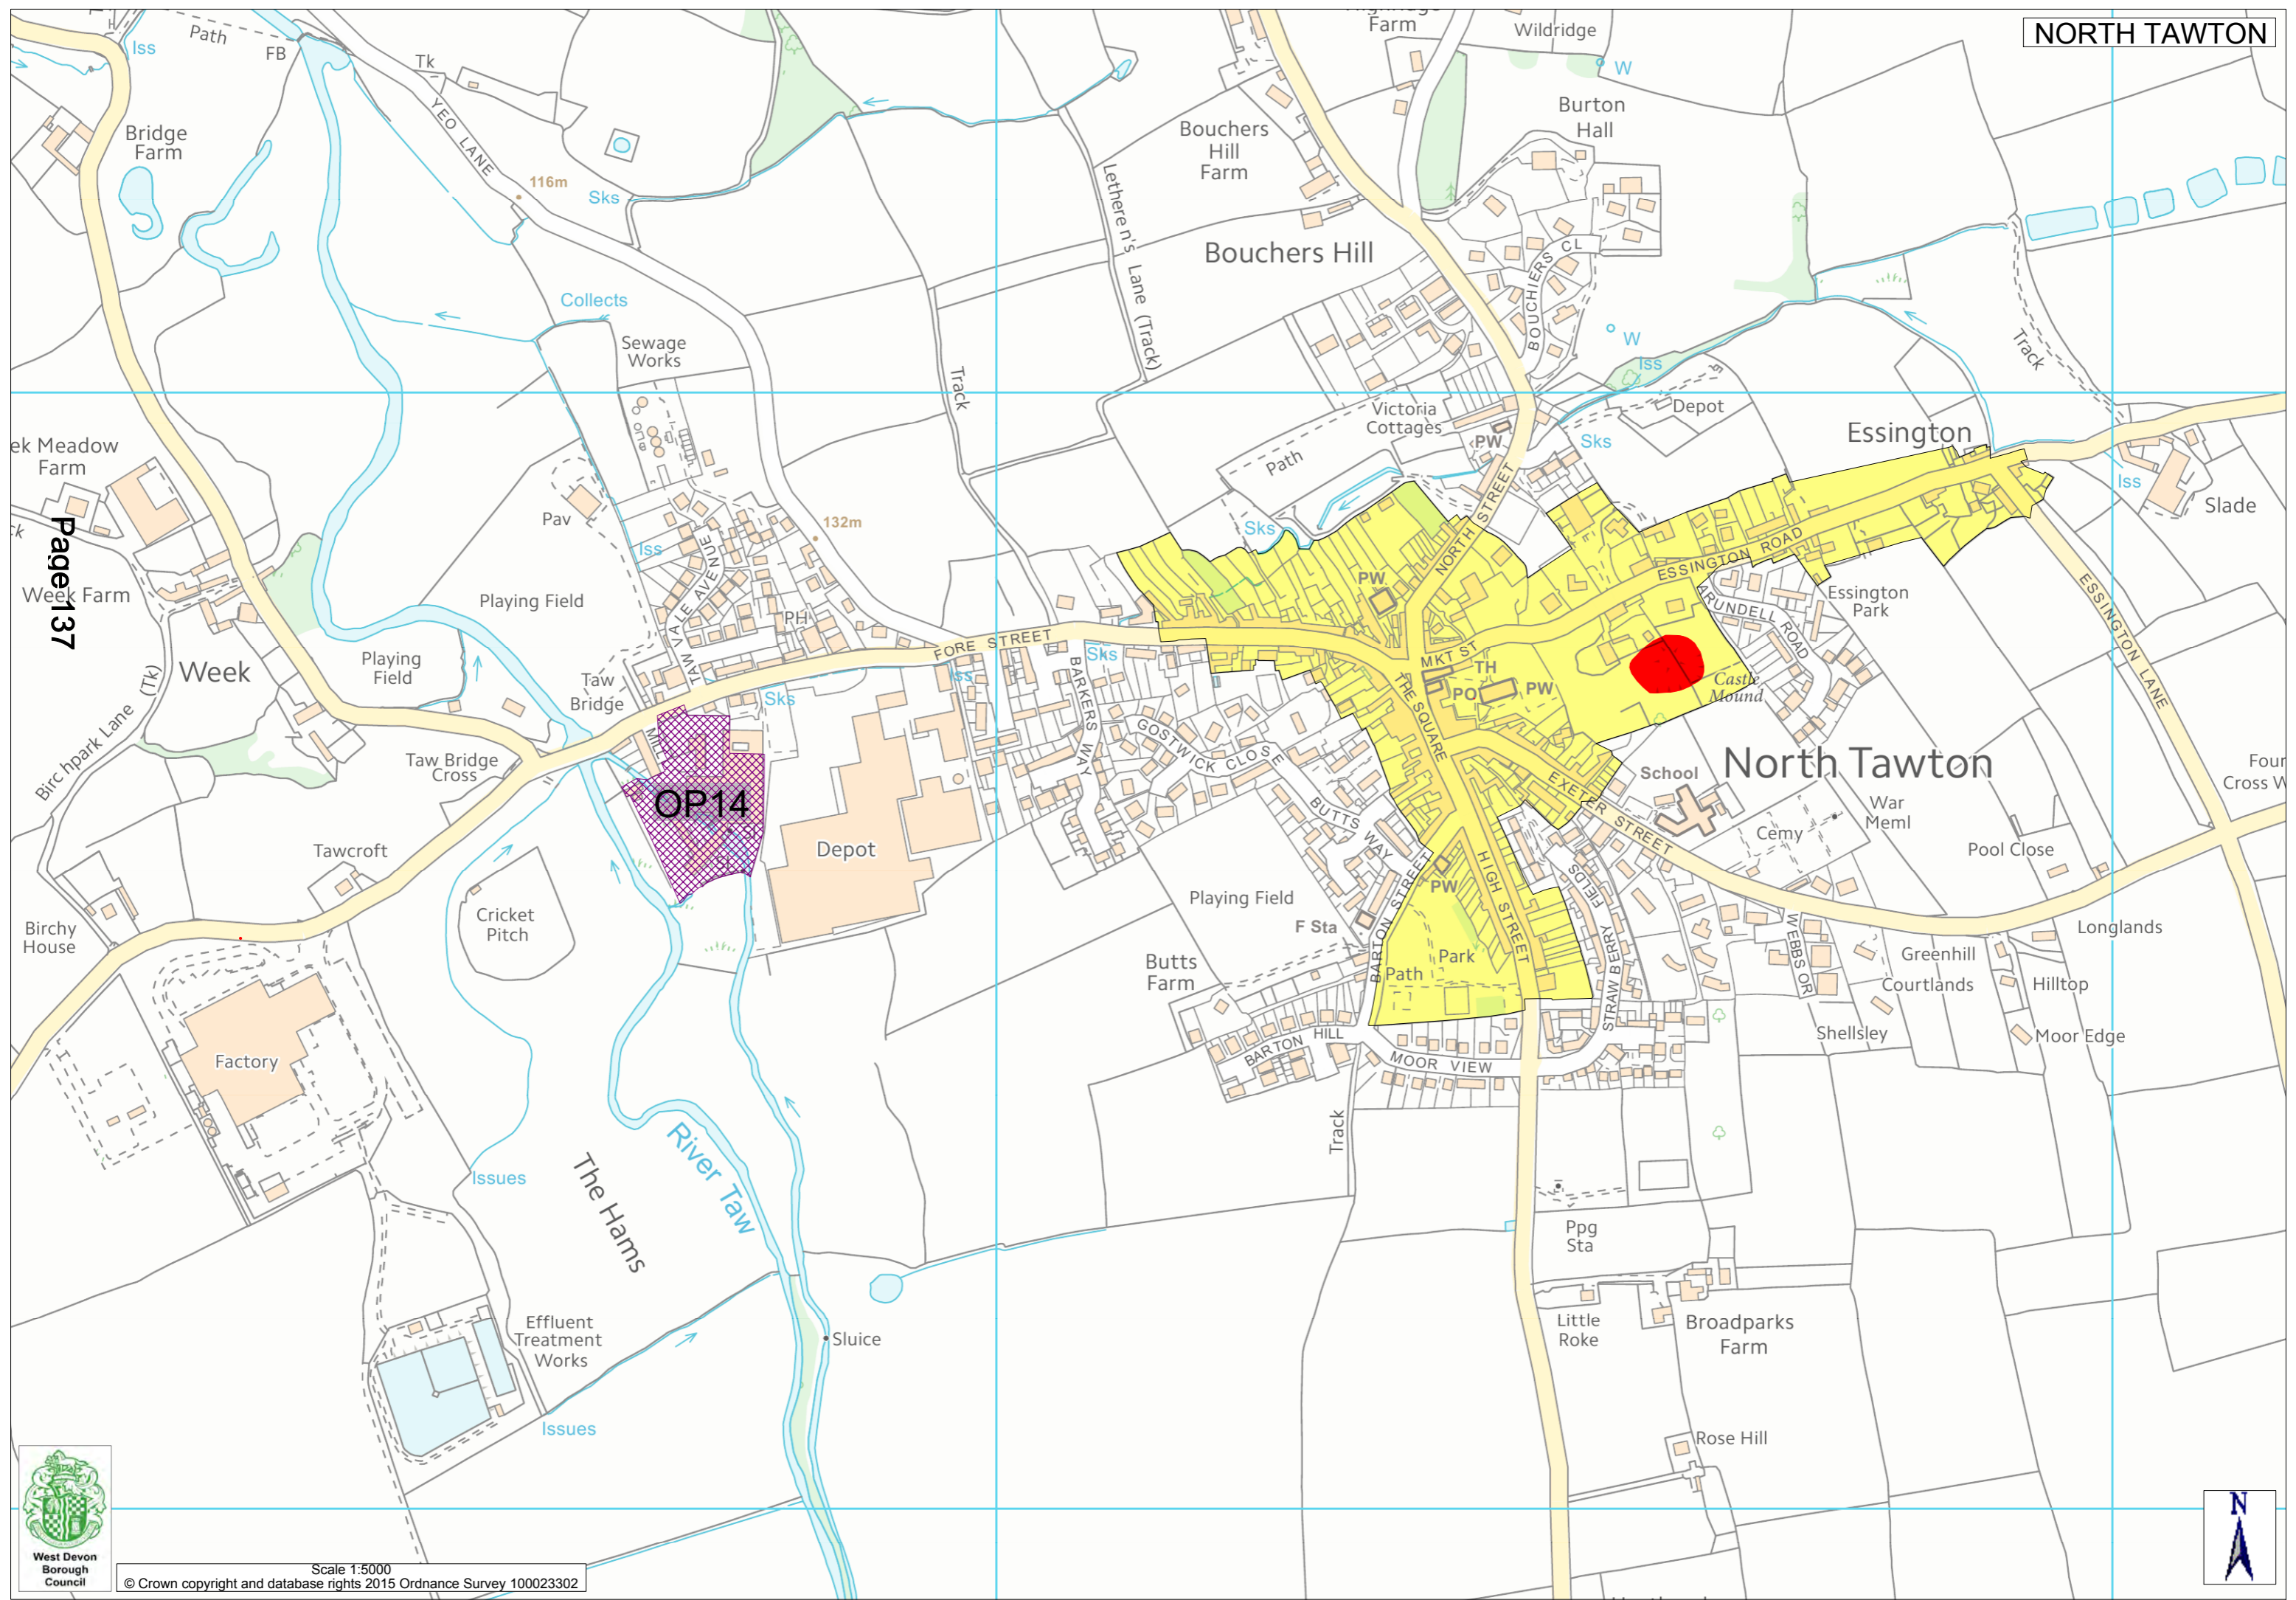 NORTH TAWTON
Path
FB
Iss
Tk
YEO LANE
Bridge
Farm
116m
Sks
Farm
Wildridge
W
Burton
Hall
Bouchers
Hill
Farm
Lethere n's Lane (Track)
Bouchers Hill
BOUCHIERS CL
W
Iss
Track
Collects
Sewage
Works
Track
Victoria
Cottages
PW
Path
Depot
Sks
Essington
Iss
Slade
ek Meadow
Farm
Pav
132m
Iss
Sks
NORTH STREET
PW
ESSINGTON ROAD
ARUNDELL ROAD
Essington
Park
ESSINGTON LANE
Page 137
Week Farm
Playing Field
TAW VALE AVENUE
PH
FORE STREET
Sks
Iss
MKT ST
TH
PO
PW
Castle
Mound
Week
Playing
Field
Taw
Bridge
Sks
BARKERS WAY
GOSTWICK CLOSE
THE SQUARE
North Tawton
Birc hpark Lane (Tk)
Taw Bridge
Cross
MILL
OP14
Depot
BUTTS WAY
EXETER STREET
School
War
Meml
Cemy
Four
Cross W
Pool Close
Tawcroft
Cricket
Pitch
Birchy
House
Playing Field
F Sta
PW
BARTON STREET
HIGH STREET
STRAW BERRY FIELDS
WEBBS OR
Longlands
Greenhill
Courtlands
Hilltop
Butts
Farm
Path
Park
Shellsley
Moor Edge
Factory
BARTON HILL
MOOR VIEW
Track
Issues
The Hams
River Taw
Ppg
Sta
Little
Roke
Broadparks
Farm
Effluent
Treatment
Works
Sluice
Issues
Rose Hill
N
West Devon
Borough
Council
Scale 1:5000
© Crown copyright and database rights 2015 Ordnance Survey 100023302